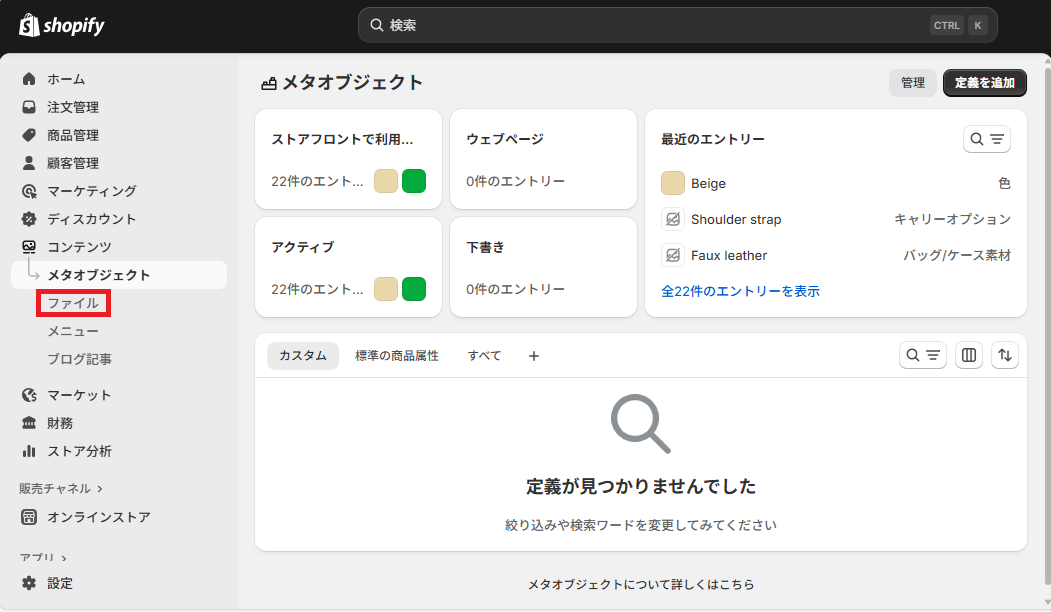 shopify
検索
CTRL K
ホーム
注文管理
商品管理
顧客管理
マーケティング
ディスカウント
コンテンツ
メタオブジェクト
ファイル
メニュー
ブログ記事
マーケット
財務
ストア分析
販売チャネル
オンラインストア
アプリ
設定
メタオブジェクト
管理
定義を追加
ストアフロントで利用...
22件のエント...
ウェブページ
0件のエントリー
アクティブ
22件のエント...
下書き
0件のエントリー
最近のエントリー
Beige 色
Shoulder strap キャリーオプション
Faux leather バッグ/ケース素材
全22件のエントリーを表示
カスタム 標準の商品属性 すべて
定義が見つかりませんでした
絞り込みや検索ワードを変更してみてください
メタオブジェクトについて詳しくはこちら